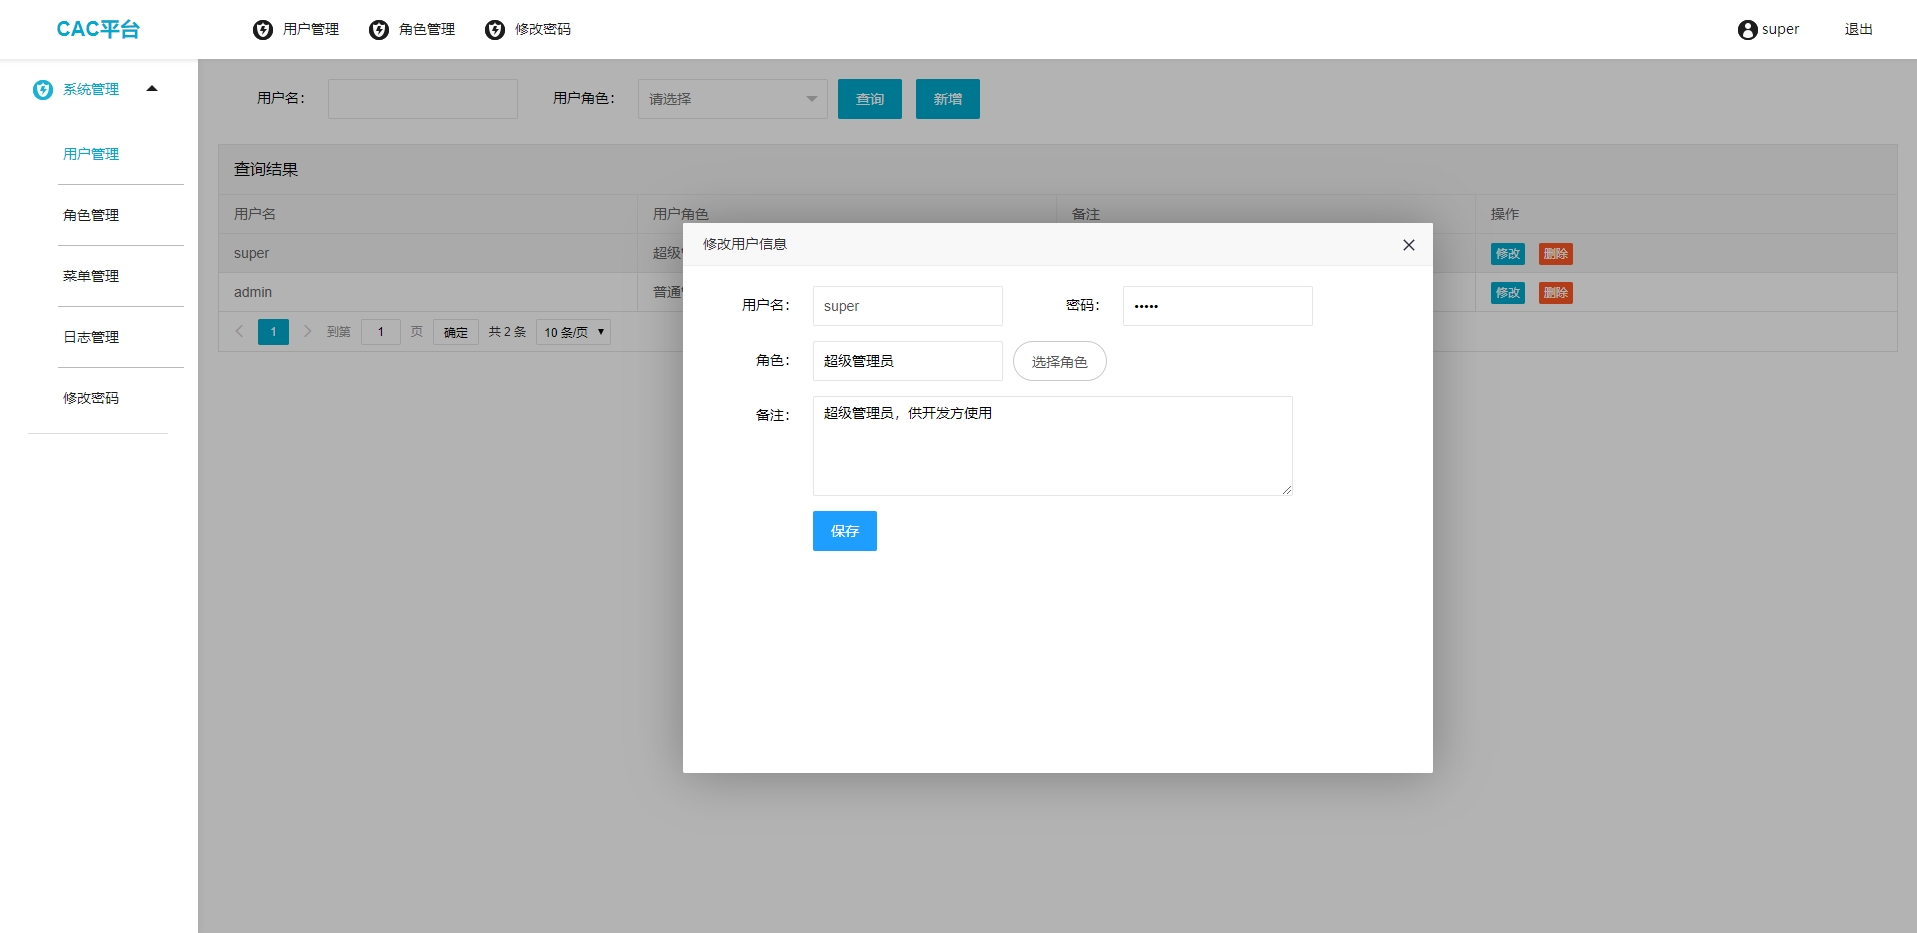 CAC平台
用户管理
角色管理
修改密码
super
退出
系统管理
用户管理
角色管理
菜单管理
日志管理
修改密码
用户名：
用户角色：
请选择
查询
新增
查询结果
用户名
用户角色
备注
操作
super
超级
修改
删除
admin
普通
修改
删除
1
到第
1
页
确定
共 2 条
10 条/页
修改用户信息
用户名：
super
密码：
•••••
角色：
超级管理员
选择角色
备注：
超级管理员，供开发方使用
保存